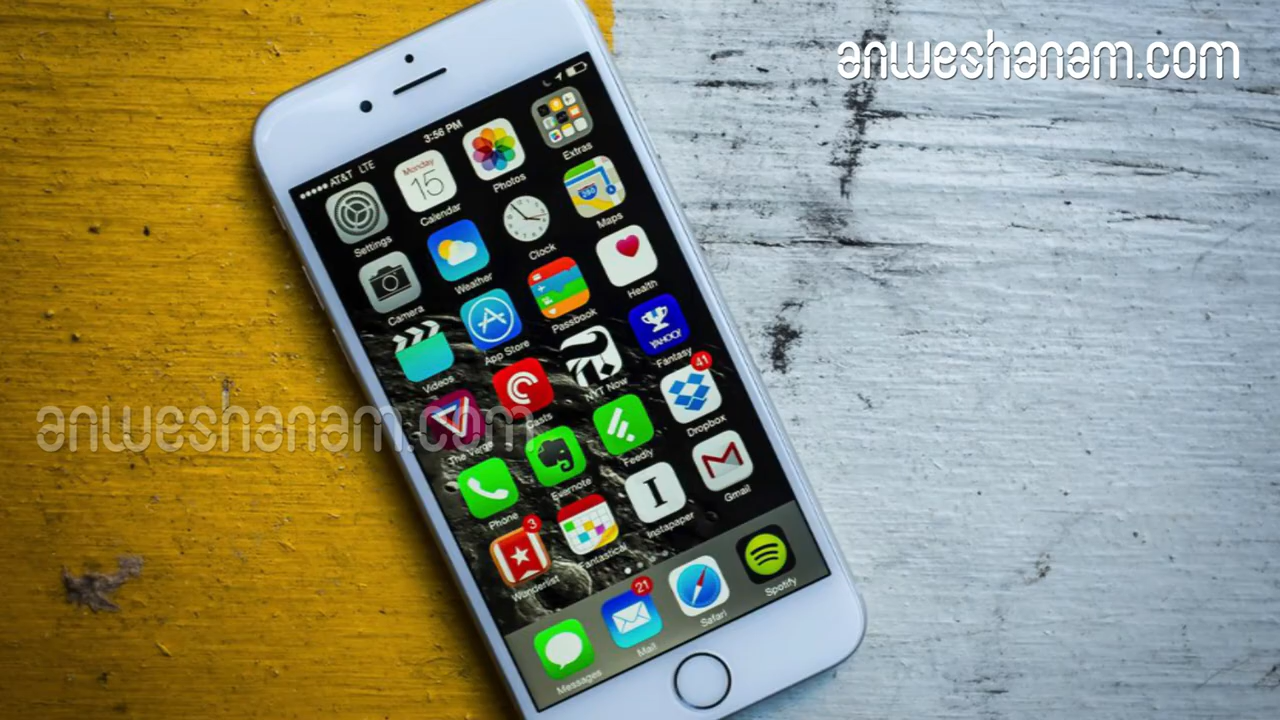 anweshanam.com
AT&T LTE
3:56 PM
Settings
Monday
15
Calendar
Photos
Extras
Camera
Weather
Clock
280
Maps
Videos
App Store
Passbook
Health
The Verge
Casts
NYT Now
YAHOO!
Fantasy
Phone
Evernote
Feedly
41
Dropbox
3
Wunderlist
Fantastical
I
Instapaper
Gmail
Messages
21
Mail
Safari
Spotify
anweshanam.com